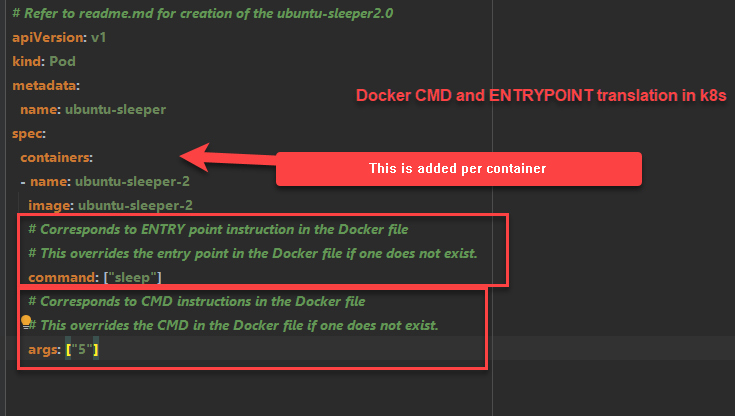 # Refer to readme.md for creation of the ubuntu-sleeper2.0
apiVersion: v1
kind: Pod
metadata:
name: ubuntu-sleeper
Docker CMD and ENTRYPOINT translation in k8s
spec:
containers:
This is added per container
- name: ubuntu-sleeper-2
image: ubuntu-sleeper-2
# Corresponds to ENTRY point instruction in the Docker file
# This overrides the entry point in the Docker file if one does not exist.
command: ["sleep"]
# Corresponds to CMD instructions in the Docker file
# This overrides the CMD in the Docker file if one does not exist.
args: ["5"]